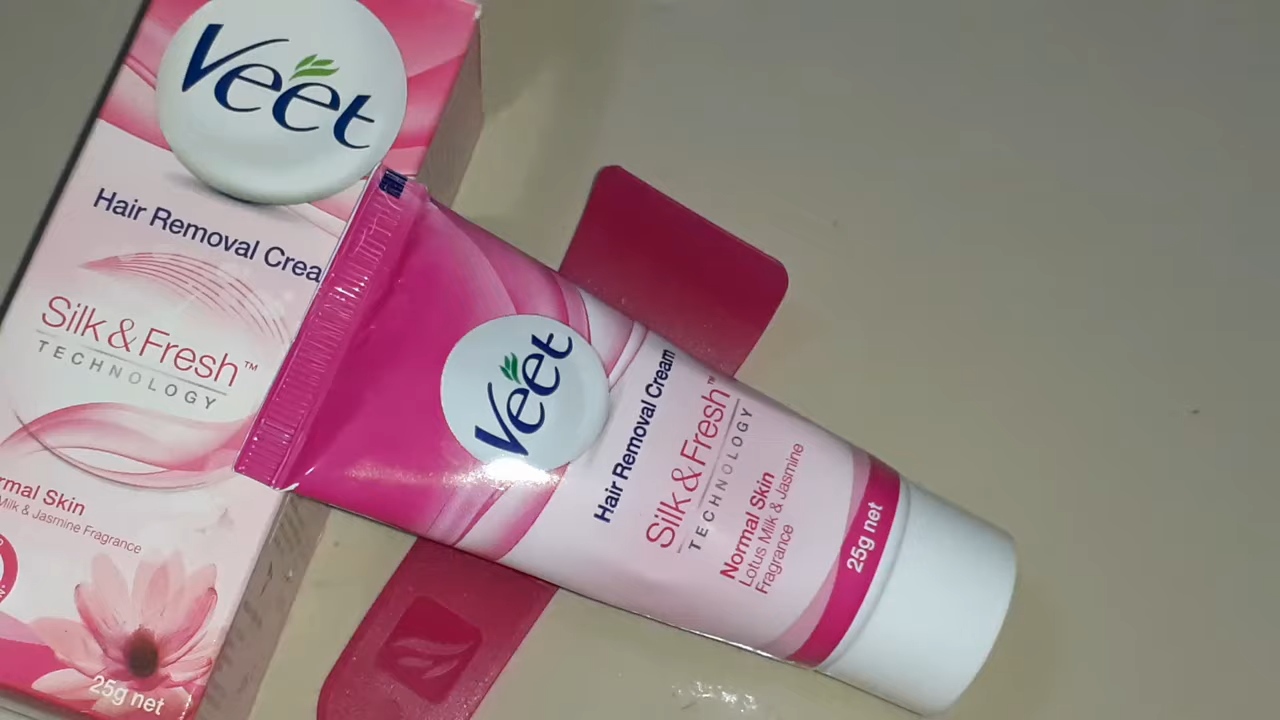 Veet
Hair Removal Crea
Silk & Fresh™
TECHNOLOGY
rmal Skin
Milk & Jasmine Fragrance
25g net
Veet
Hair Removal Cream
Silk & Fresh™
TECHNOLOGY
Normal Skin
Lotus Milk & Jasmine
Fragrance
25g net